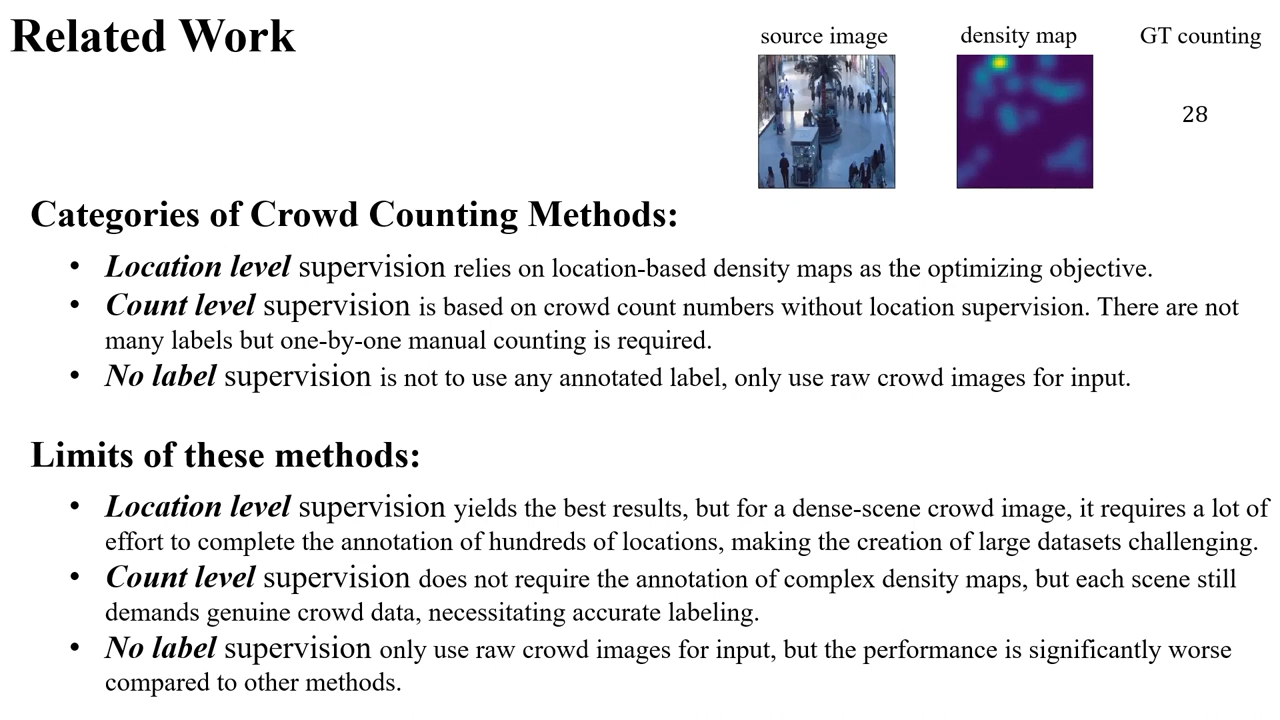 Related Work
source image
density map
GT counting
28
Categories of Crowd Counting Methods:
• Location level supervision relies on location-based density maps as the optimizing objective.
• Count level supervision is based on crowd count numbers without location supervision. There are not
many labels but one-by-one manual counting is required.
• No label supervision is not to use any annotated label, only use raw crowd images for input.
Limits of these methods:
• Location level supervision yields the best results, but for a dense-scene crowd image, it requires a lot of
effort to complete the annotation of hundreds of locations, making the creation of large datasets challenging.
• Count level supervision does not require the annotation of complex density maps, but each scene still
demands genuine crowd data, necessitating accurate labeling.
• No label supervision only use raw crowd images for input, but the performance is significantly worse
compared to other methods.